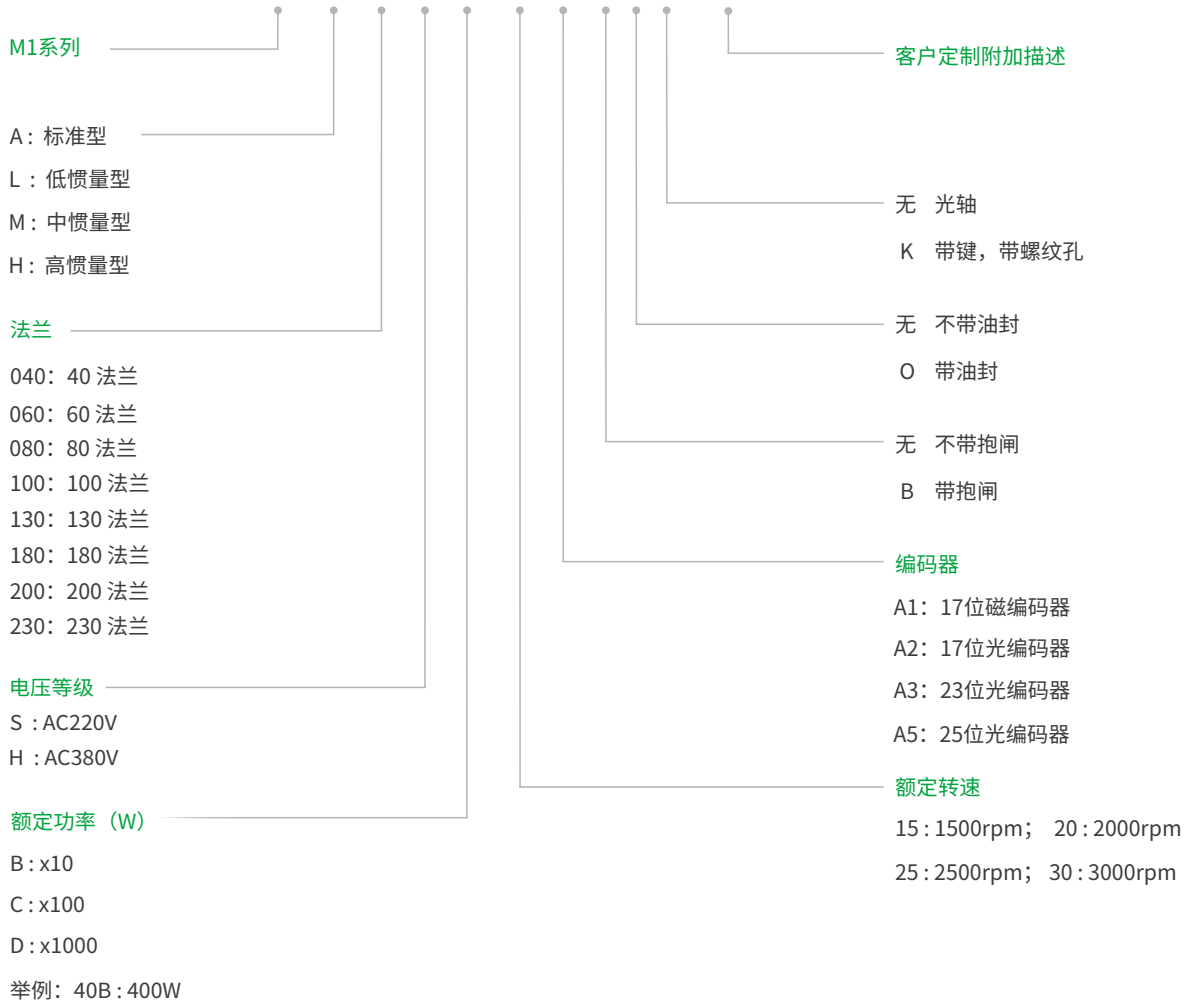 M1系列
A : 标准型
L : 低惯量型
M : 中惯量型
H : 高惯量型
法兰
040：40 法兰
060：60 法兰
080：80 法兰
100：100 法兰
130：130 法兰
180：180 法兰
200：200 法兰
230：230 法兰
电压等级
S : AC220V
H : AC380V
额定功率（W）
B : x10
C : x100
D : x1000
举例：40B : 400W
客户定制附加描述
无 光轴
K 带键，带螺纹孔
无 不带油封
O 带油封
无 不带抱闸
B 带抱闸
编码器
A1：17位磁编码器
A2：17位光编码器
A3：23位光编码器
A5：25位光编码器
额定转速
15 : 1500rpm； 20 : 2000rpm
25 : 2500rpm； 30 : 3000rpm